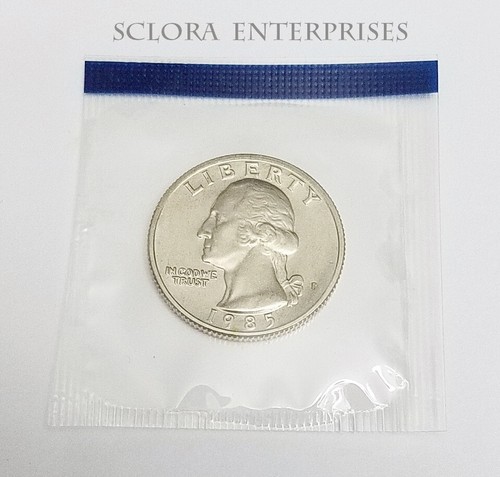 SCLORA ENTERPRISES
LIBERTY
IN GOD WE
TRUST
P
1985